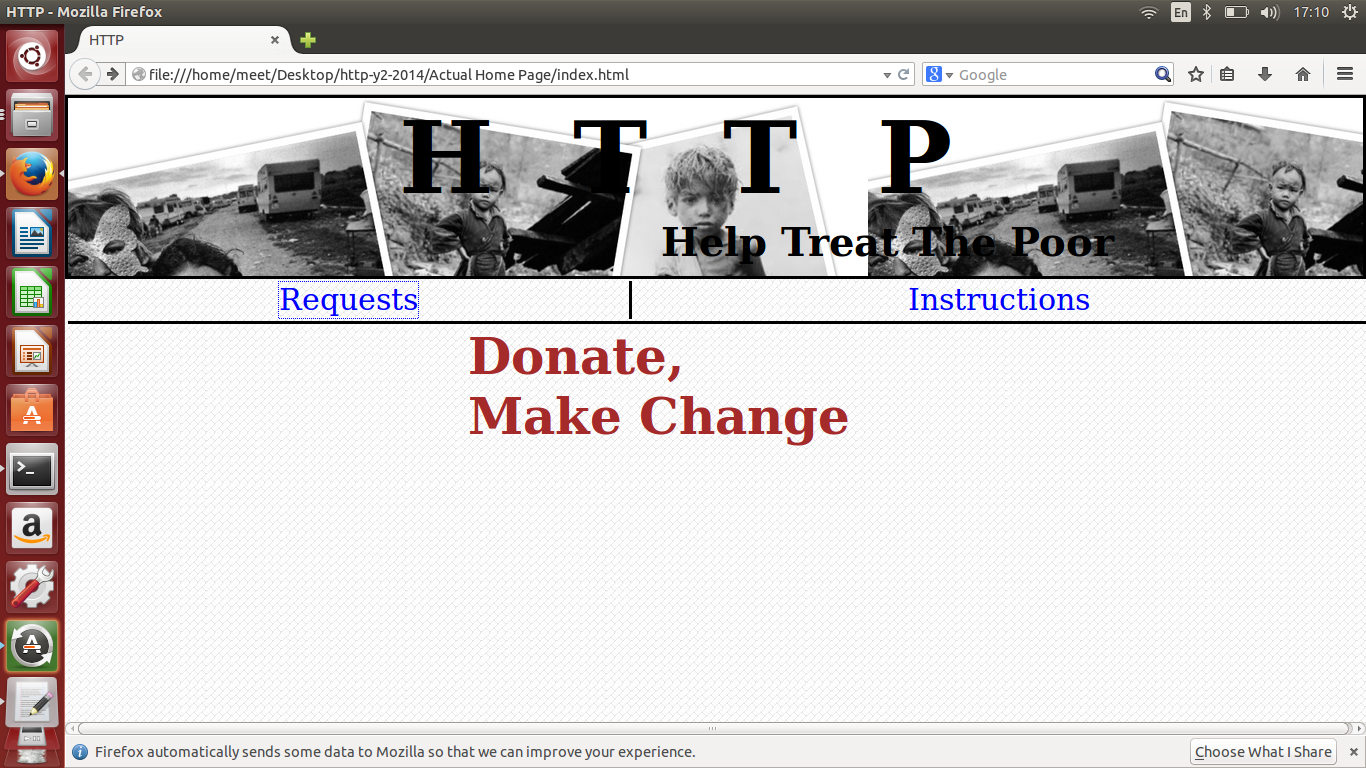 HTTP - Mozilla Firefox
En
17:10
HTTP
file:///home/meet/Desktop/http-y2-2014/Actual Home Page/index.html
Google
H T T P
Help Treat The Poor
Requests
Instructions
Donate,
Make Change
Firefox automatically sends some data to Mozilla so that we can improve your experience.
Choose What I Share